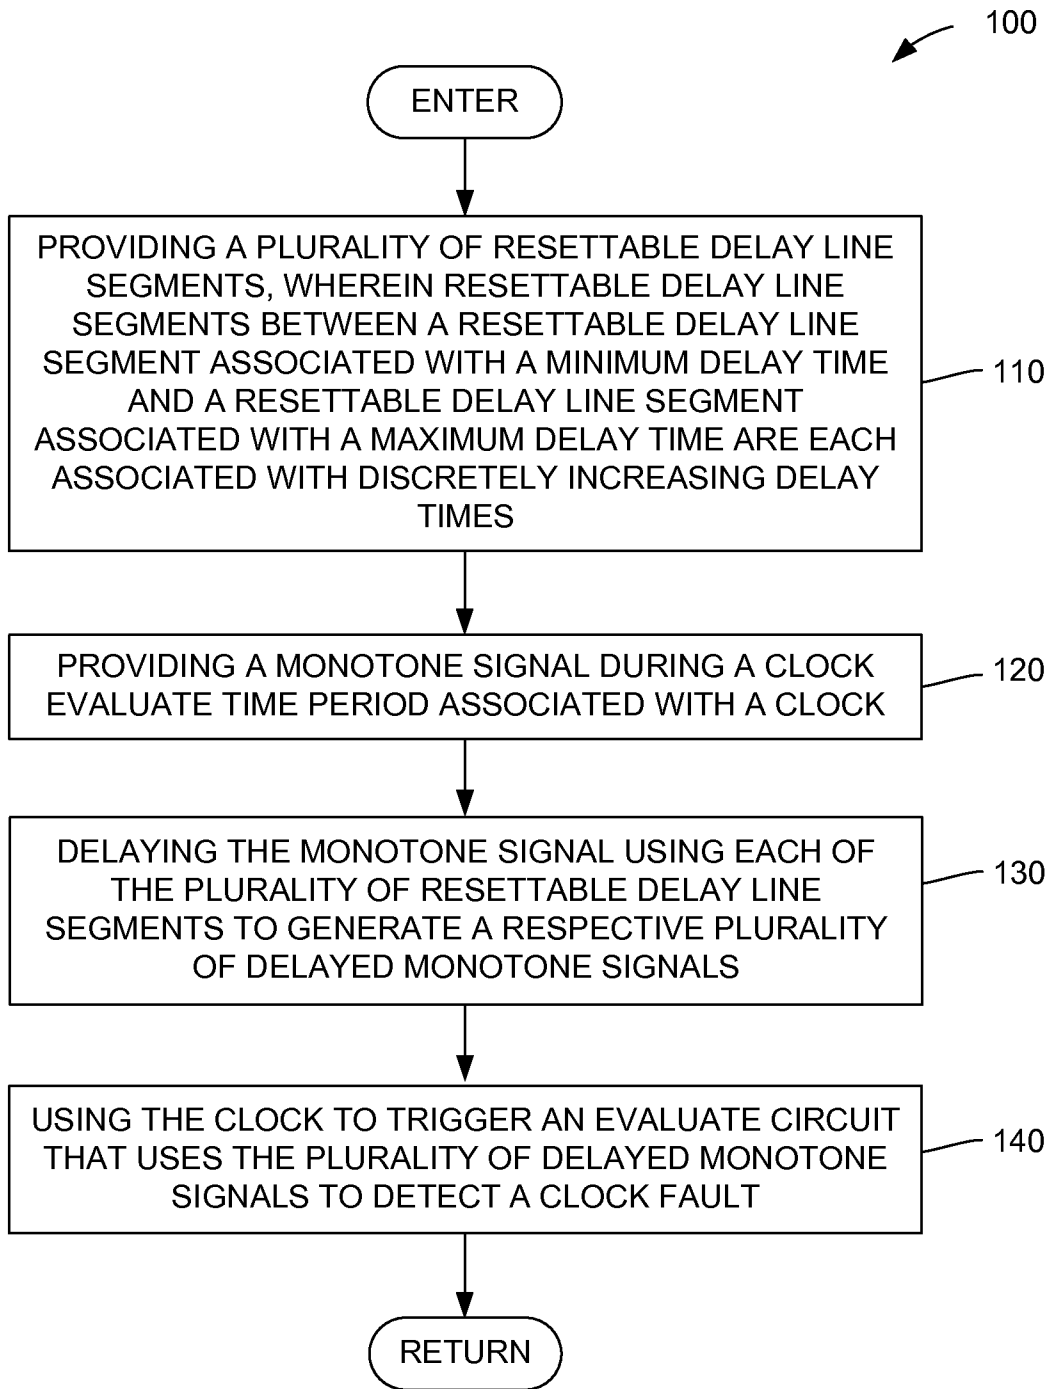 100
ENTER
PROVIDING A PLURALITY OF RESETTABLE DELAY LINE
SEGMENTS, WHEREIN RESETTABLE DELAY LINE
SEGMENTS BETWEEN A RESETTABLE DELAY LINE
SEGMENT ASSOCIATED WITH A MINIMUM DELAY TIME
AND A RESETTABLE DELAY LINE SEGMENT
ASSOCIATED WITH A MAXIMUM DELAY TIME ARE EACH
ASSOCIATED WITH DISCRETELY INCREASING DELAY
TIMES
110
PROVIDING A MONOTONE SIGNAL DURING A CLOCK
EVALUATE TIME PERIOD ASSOCIATED WITH A CLOCK
120
DELAYING THE MONOTONE SIGNAL USING EACH OF
THE PLURALITY OF RESETTABLE DELAY LINE
SEGMENTS TO GENERATE A RESPECTIVE PLURALITY
OF DELAYED MONOTONE SIGNALS
130
USING THE CLOCK TO TRIGGER AN EVALUATE CIRCUIT
THAT USES THE PLURALITY OF DELAYED MONOTONE
SIGNALS TO DETECT A CLOCK FAULT
140
RETURN